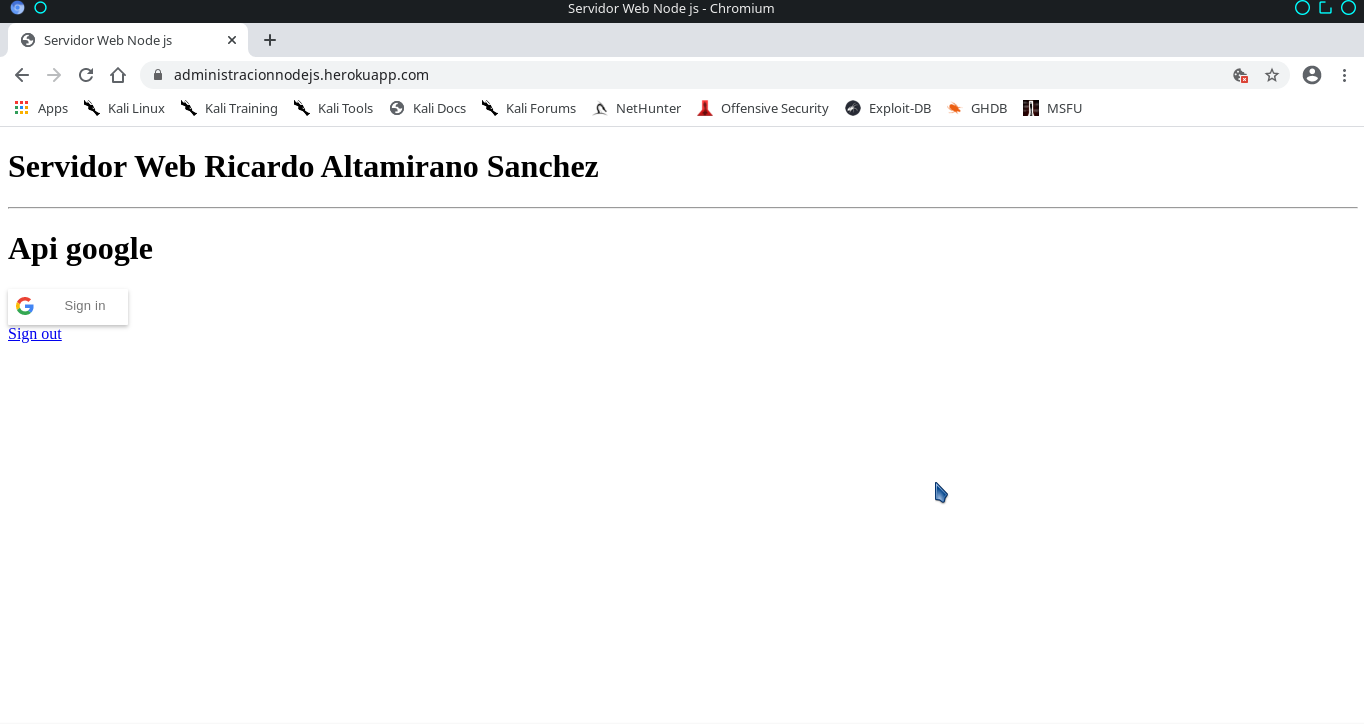 Servidor Web Node js - Chromium
Servidor Web Node js
administracionnodejs.herokuapp.com
Apps Kali Linux Kali Training Kali Tools Kali Docs Kali Forums NetHunter Offensive Security Exploit-DB GHDB MSFU
Servidor Web Ricardo Altamirano Sanchez
Api google
Sign in
Sign out